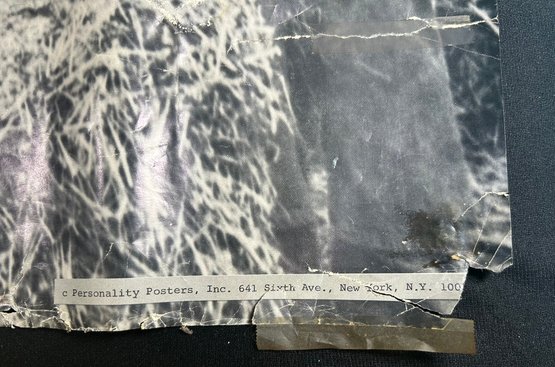 c Personality Posters, Inc. 641 Sixth Ave., New York, N.Y. 100